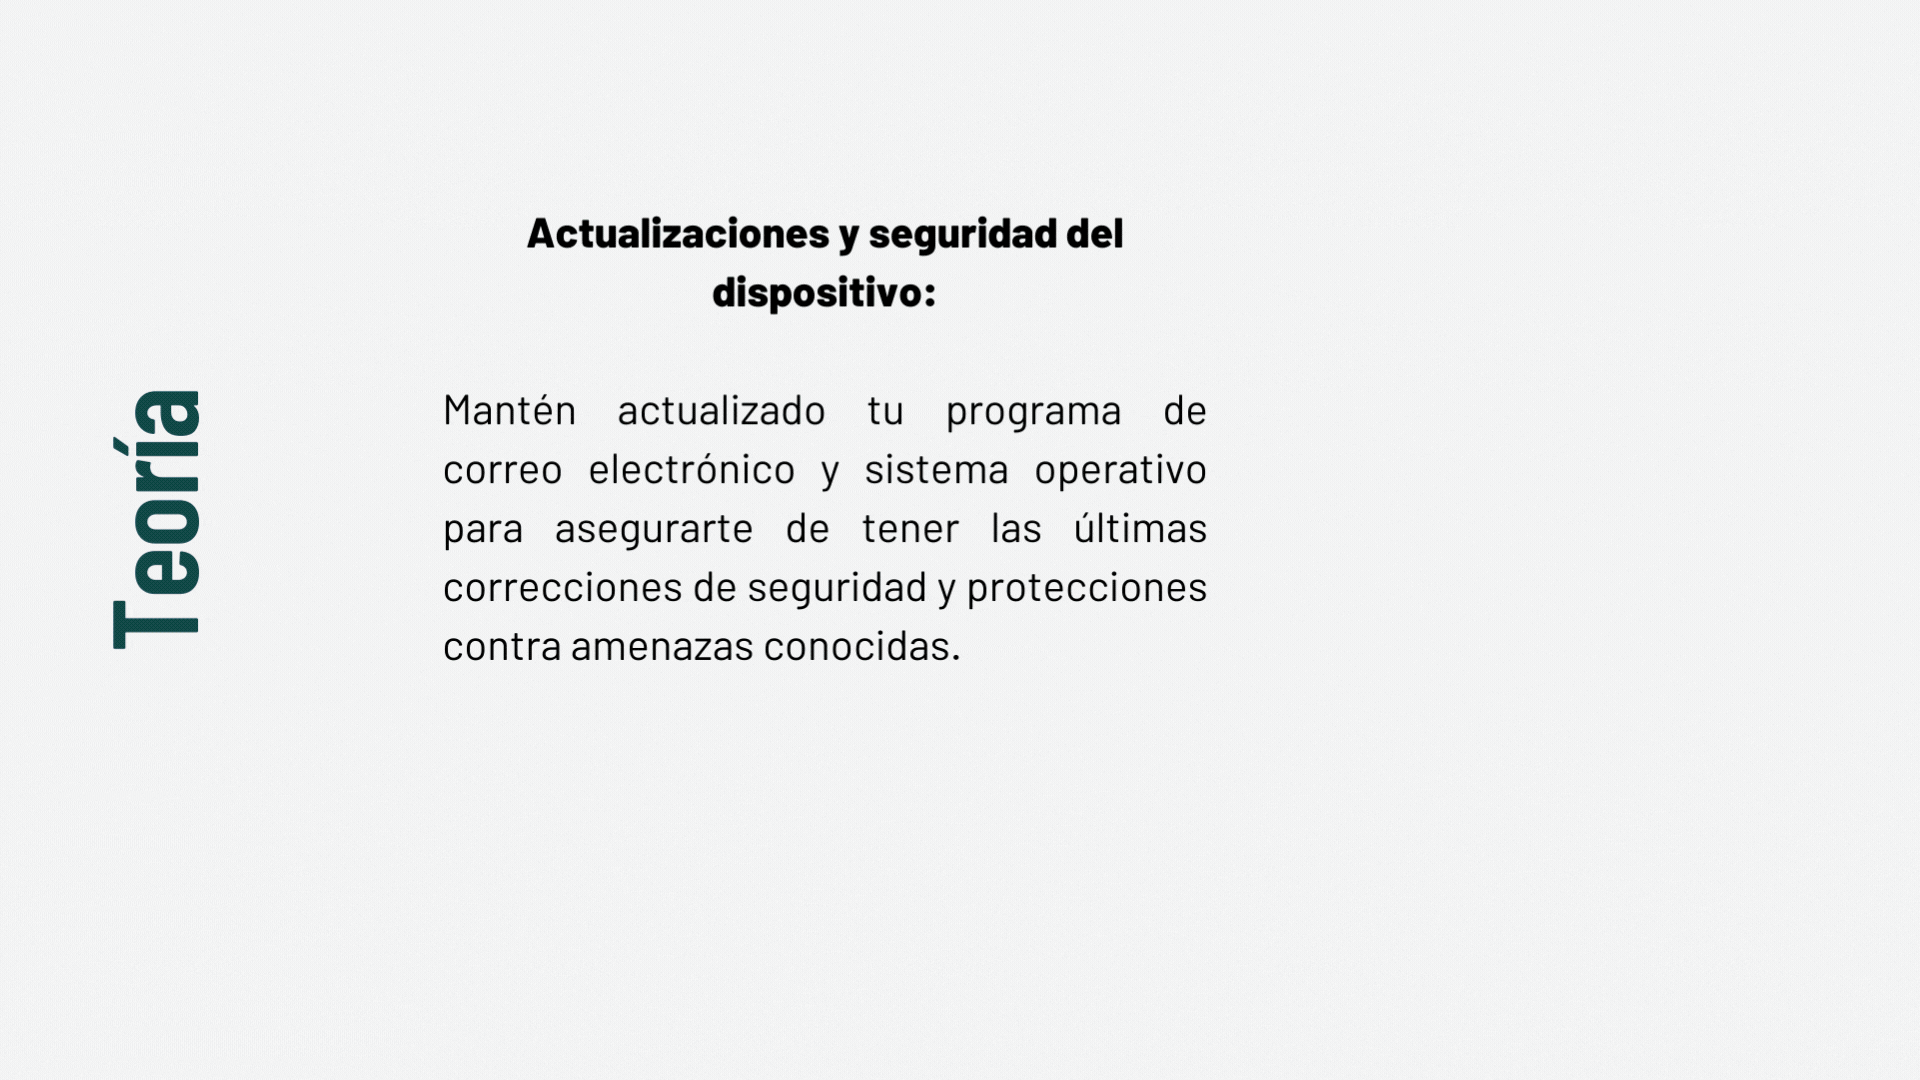 Teoría
Actualizaciones y seguridad del
dispositivo:
Mantén actualizado tu programa de
correo electrónico y sistema operativo
para asegurarte de tener las últimas
correcciones de seguridad y protecciones
contra amenazas conocidas.